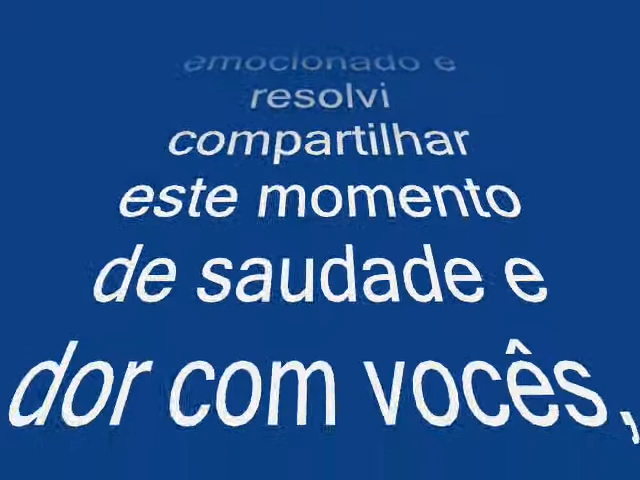 emocionado e
resolvi
compartilhar
este momento
de saudade e
dor com vocês,